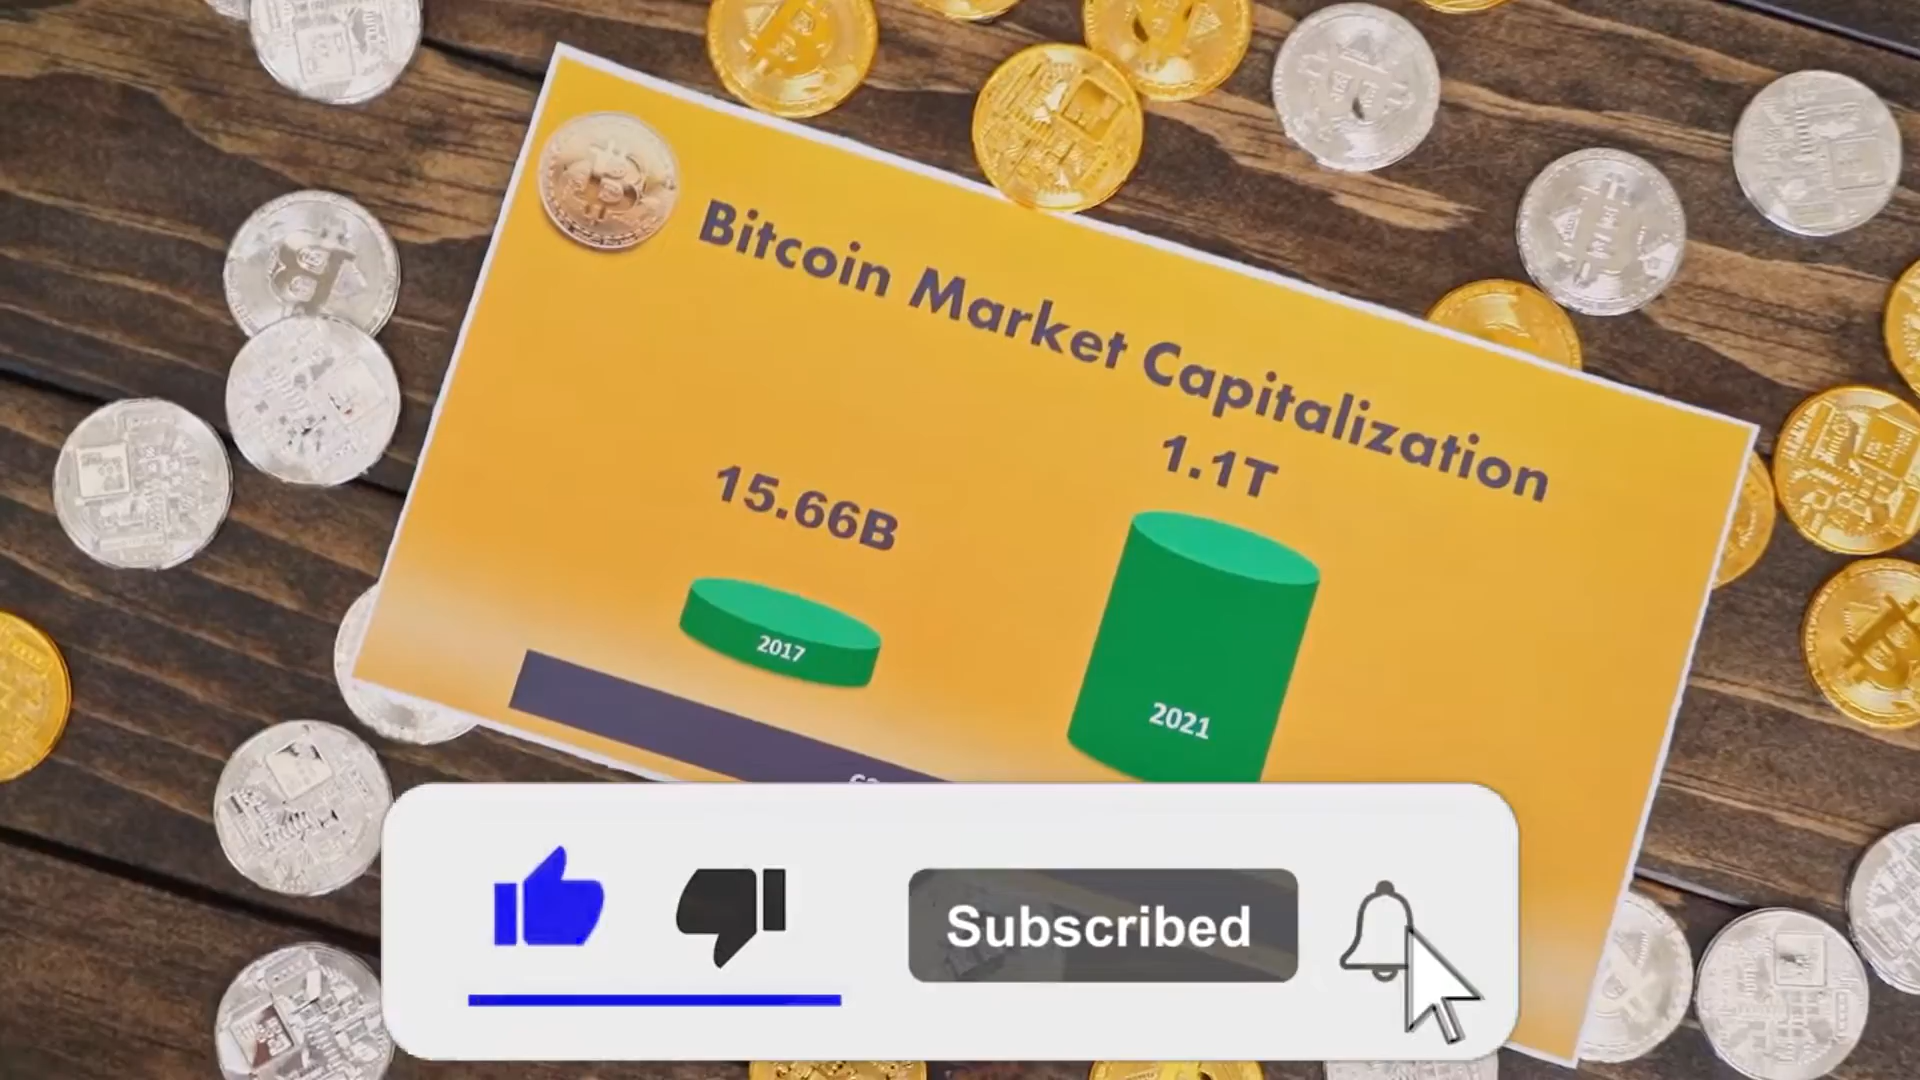 Bitcoin Market Capitalization
1.1T
15.66B
2017
2021
Subscribed